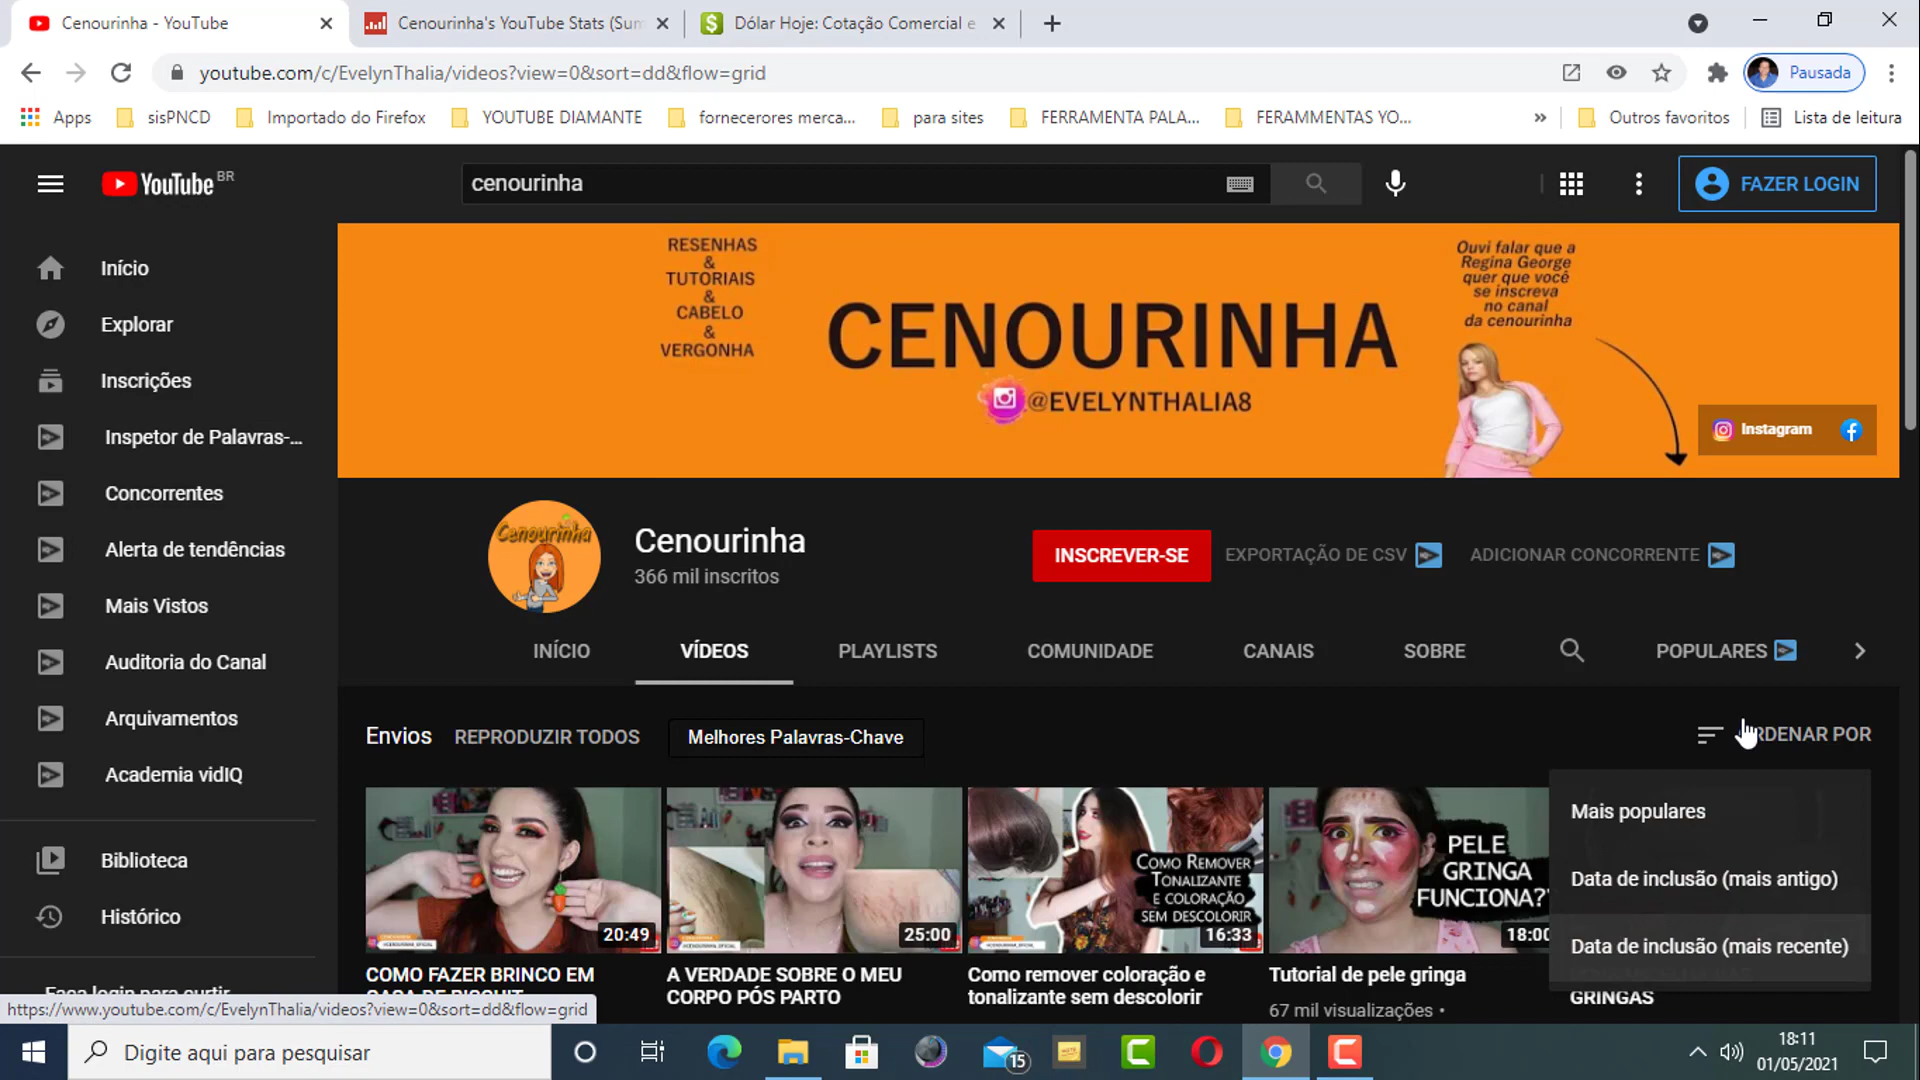 Cenourinha - YouTube
Cenourinha's YouTube Stats (Sum
Dólar Hoje: Cotação Comercial e
youtube.com/c/EvelynThalia/videos?view=0&sort=dd&flow=grid
Pausada
Apps
sisPNCD
Importado do Firefox
YOUTUBE DIAMANTE
fornecerores merca...
para sites
FERRAMENTA PALA...
FERAMMENTAS YO...
»
Outros favoritos
Lista de leitura
YouTube BR
cenourinha
FAZER LOGIN
Início
Explorar
Inscrições
Inspetor de Palavras-...
Concorrentes
Alerta de tendências
Mais Vistos
Auditoria do Canal
Arquivamentos
Academia vidIQ
Biblioteca
Histórico
Faça login para curtir
RESENHAS
&
TUTORIAIS
&
CABELO
&
VERGONHA
CENOURINHA
@EVELYNTHALIA8
Ouvi falar que a
Regina George
quer que você
se inscreva
no canal
da cenourinha
Instagram
Cenourinha
Cenourinha
366 mil inscritos
INSCREVER-SE
EXPORTAÇÃO DE CSV
ADICIONAR CONCORRENTE
INÍCIO
VÍDEOS
PLAYLISTS
COMUNIDADE
CANAIS
SOBRE
POPULARES
Envios
REPRODUZIR TODOS
Melhores Palavras-Chave
RDENAR POR
Mais populares
Data de inclusão (mais antigo)
Data de inclusão (mais recente)
20:49
COMO FAZER BRINCO EM
CASA DE BISCUIT
25:00
A VERDADE SOBRE O MEU
CORPO PÓS PARTO
COMO REMOVER
TONALIZANTE
E COLORAÇÃO
SEM DESCOLORIR
16:33
Como remover coloração e
tonalizante sem descolorir
PELE
GRINGA
FUNCIONA?
18:00
Tutorial de pele gringa
67 mil visualizações •
GRINGAS
https://www.youtube.com/c/EvelynThalia/videos?view=0&sort=dd&flow=grid
Digite aqui para pesquisar
15
18:11
01/05/2021